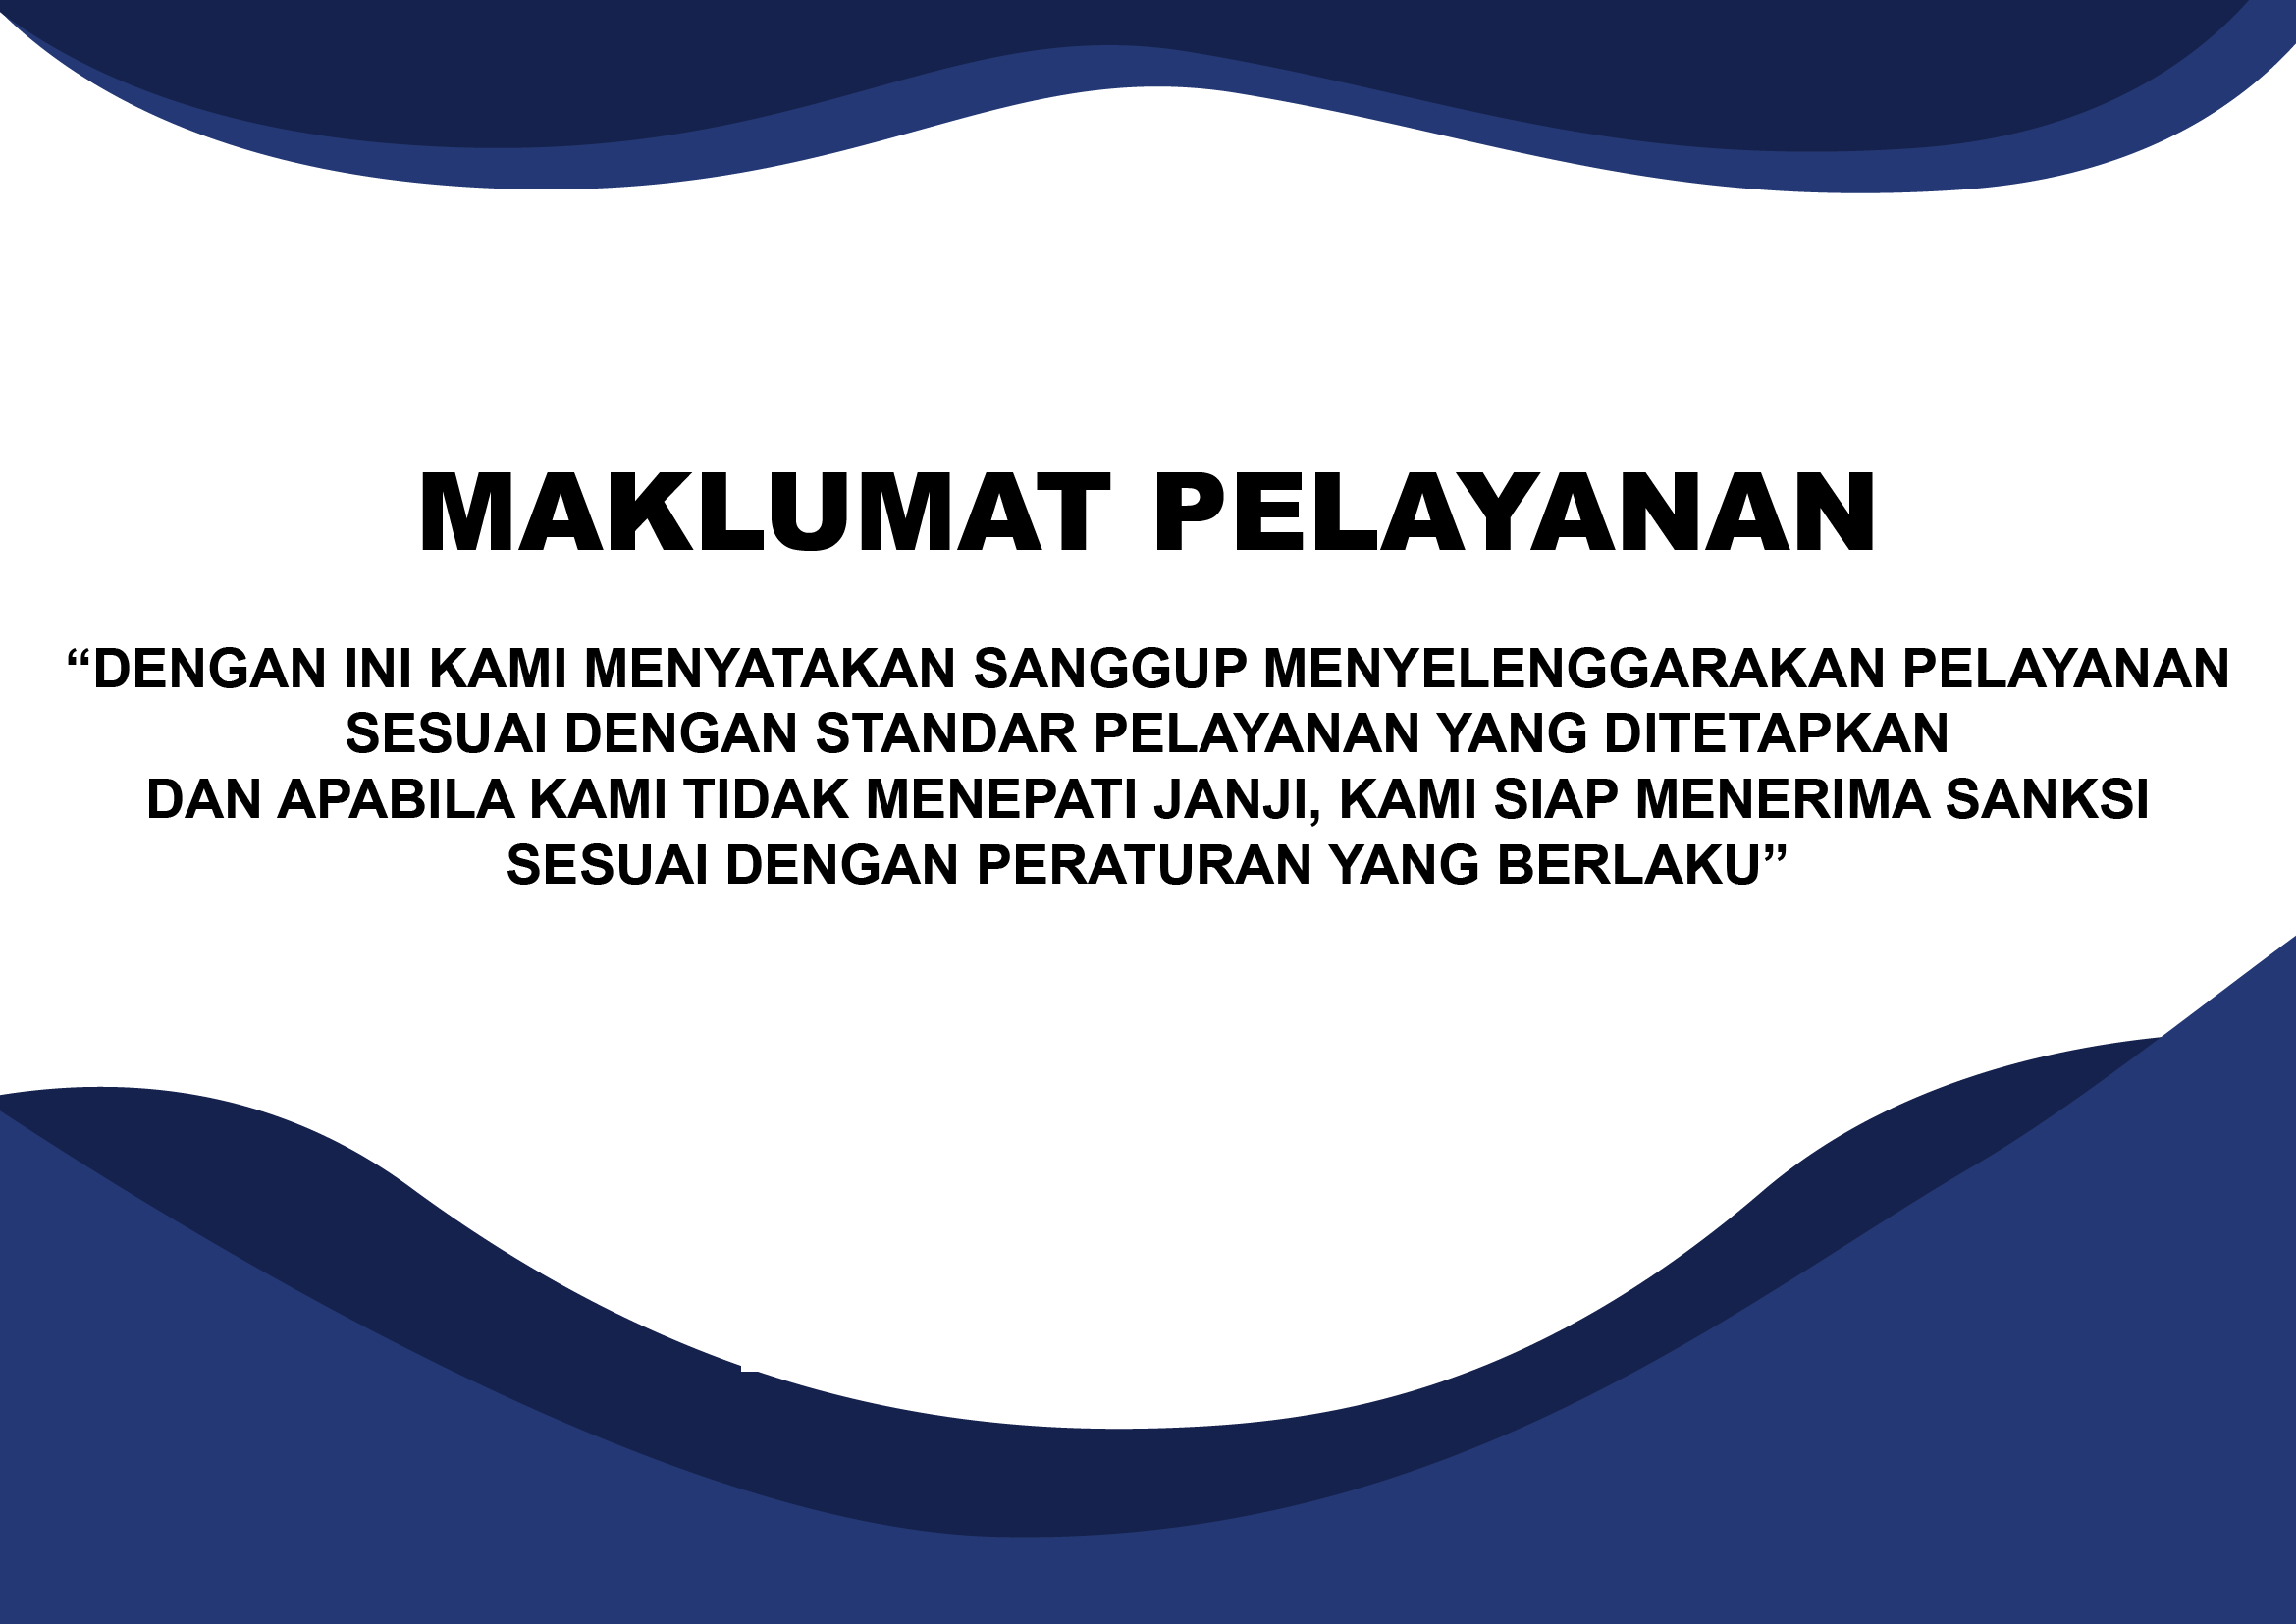 MAKLUMAT PELAYANAN
“DENGAN INI KAMI MENYATAKAN SANGGUP MENYELENGGARAKAN PELAYANAN
SESUAI DENGAN STANDAR PELAYANAN YANG DITETAPKAN
DAN APABILA KAMI TIDAK MENEPATI JANJI, KAMI SIAP MENERIMA SANKSI
SESUAI DENGAN PERATURAN YANG BERLAKU”